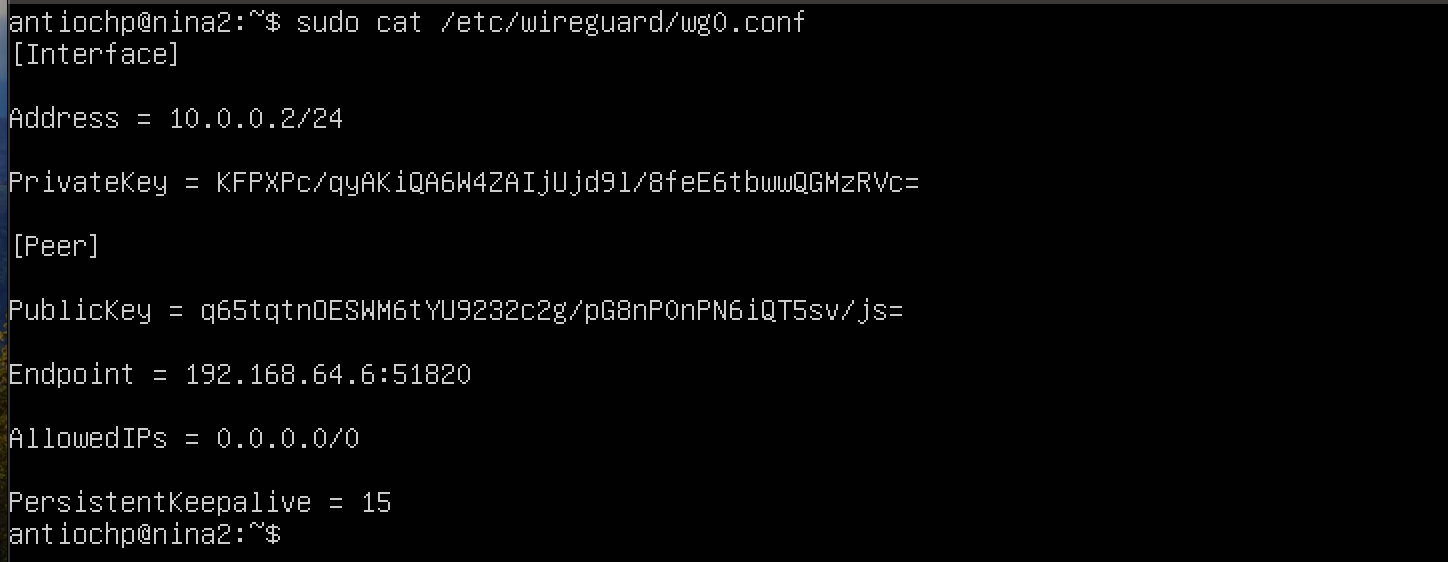 antiochp@nina2:~$ sudo cat /etc/wireguard/wg0.conf
[Interface]
Address = 10.0.0.2/24
PrivateKey = KFPXPc/qyAKiQA6W4ZAIjUjd9l/8feE6tbwwQGMzRVc=
[Peer]
PublicKey = q65tqtnOESWM6tYU9232c2g/pG8nP0nPN6iQT5sv/js=
Endpoint = 192.168.64.6:51820
AllowedIPs = 0.0.0.0/0
PersistentKeepalive = 15
antiochp@nina2:~$